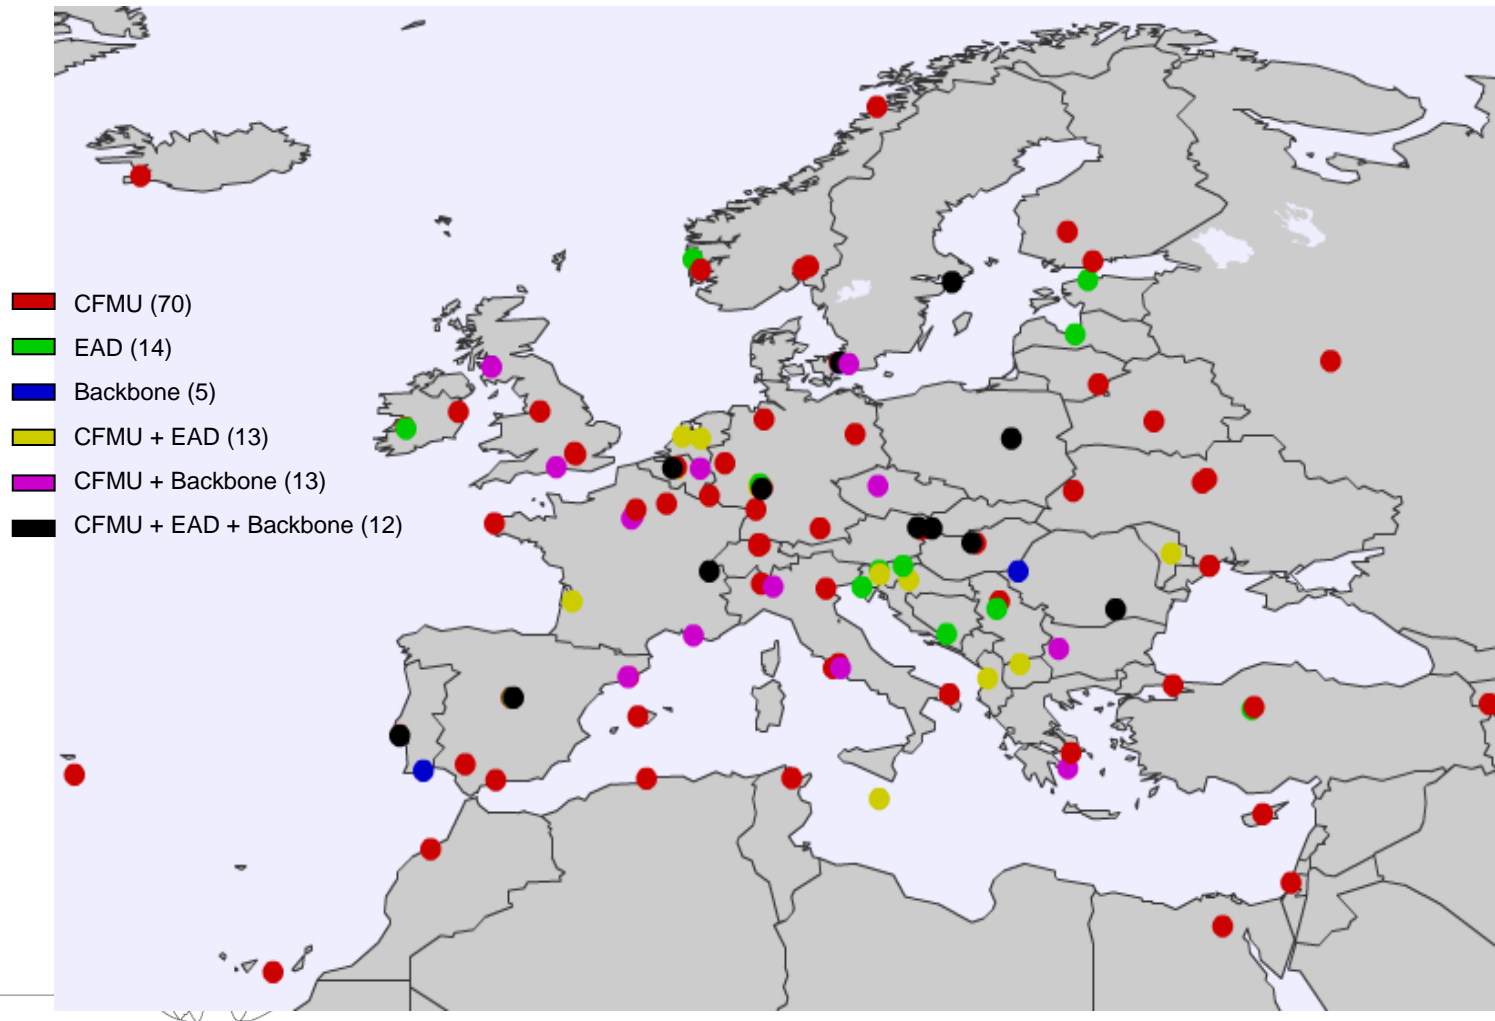 CFMU (70)
EAD (14)
Backbone (5)
CFMU + EAD (13)
CFMU + Backbone (13)
CFMU + EAD + Backbone (12)